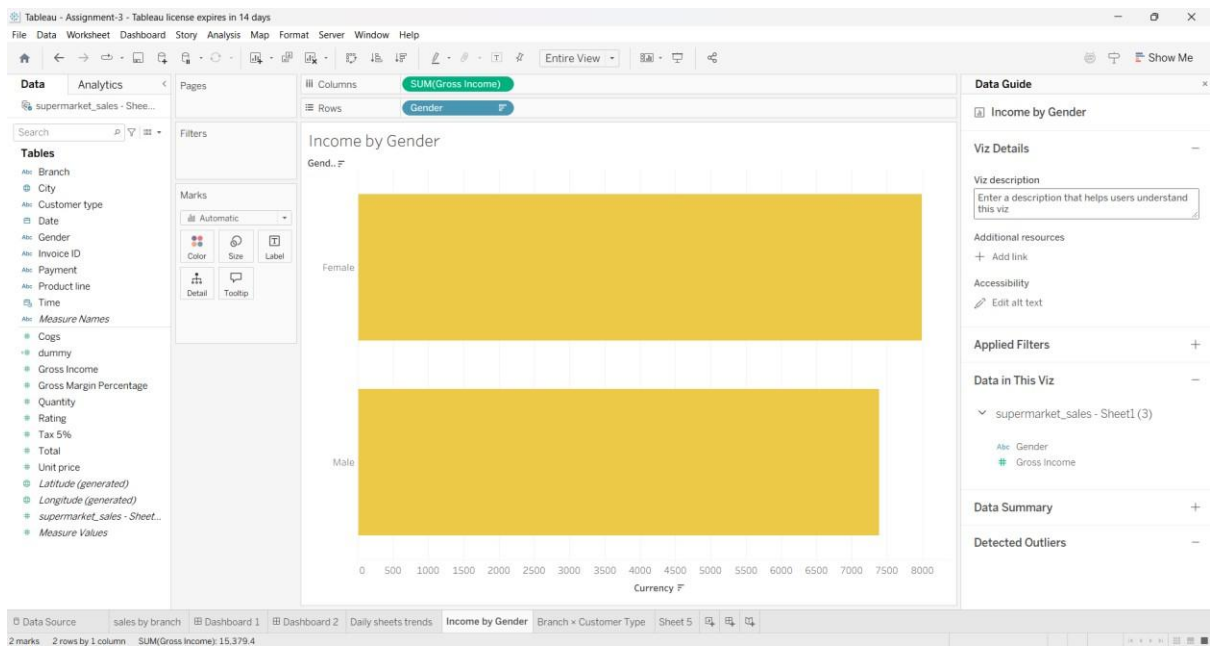 Tableau - Assignment-3 - Tableau license expires in 14 days
File Data Worksheet Dashboard Story Analysis Map Format Server Window Help
Entire View
Show Me
Data Analytics
supermarket_sales - Shee...
Search
Tables
Abc Branch
City
Abc Customer type
Date
Abc Gender
Abc Invoice ID
Abc Payment
Abc Product line
Time
Abc Measure Names
# Cogs
=# dummy
# Gross Income
# Gross Margin Percentage
# Quantity
# Rating
# Tax 5%
# Total
# Unit price
Latitude (generated)
Longitude (generated)
# supermarket_sales - Sheet...
# Measure Values
Pages
Filters
Marks
Automatic
Color Size Label
Detail Tooltip
Columns SUM(Gross Income)
Rows Gender
Income by Gender
Gend..
Female
Male
0 500 1000 1500 2000 2500 3000 3500 4000 4500 5000 5500 6000 6500 7000 7500 8000
Currency
Data Guide ×
Income by Gender
Viz Details −
Viz description
Enter a description that helps users understand
this viz
Additional resources
+ Add link
Accessibility
Edit alt text
Applied Filters +
Data in This Viz −
supermarket_sales - Sheet1 (3)
Abc Gender
# Gross Income
Data Summary +
Detected Outliers −
Data Source sales by branch Dashboard 1 Dashboard 2 Daily sheets trends Income by Gender Branch × Customer Type Sheet 5
2 marks 2 rows by 1 column SUM(Gross Income): 15,379.4